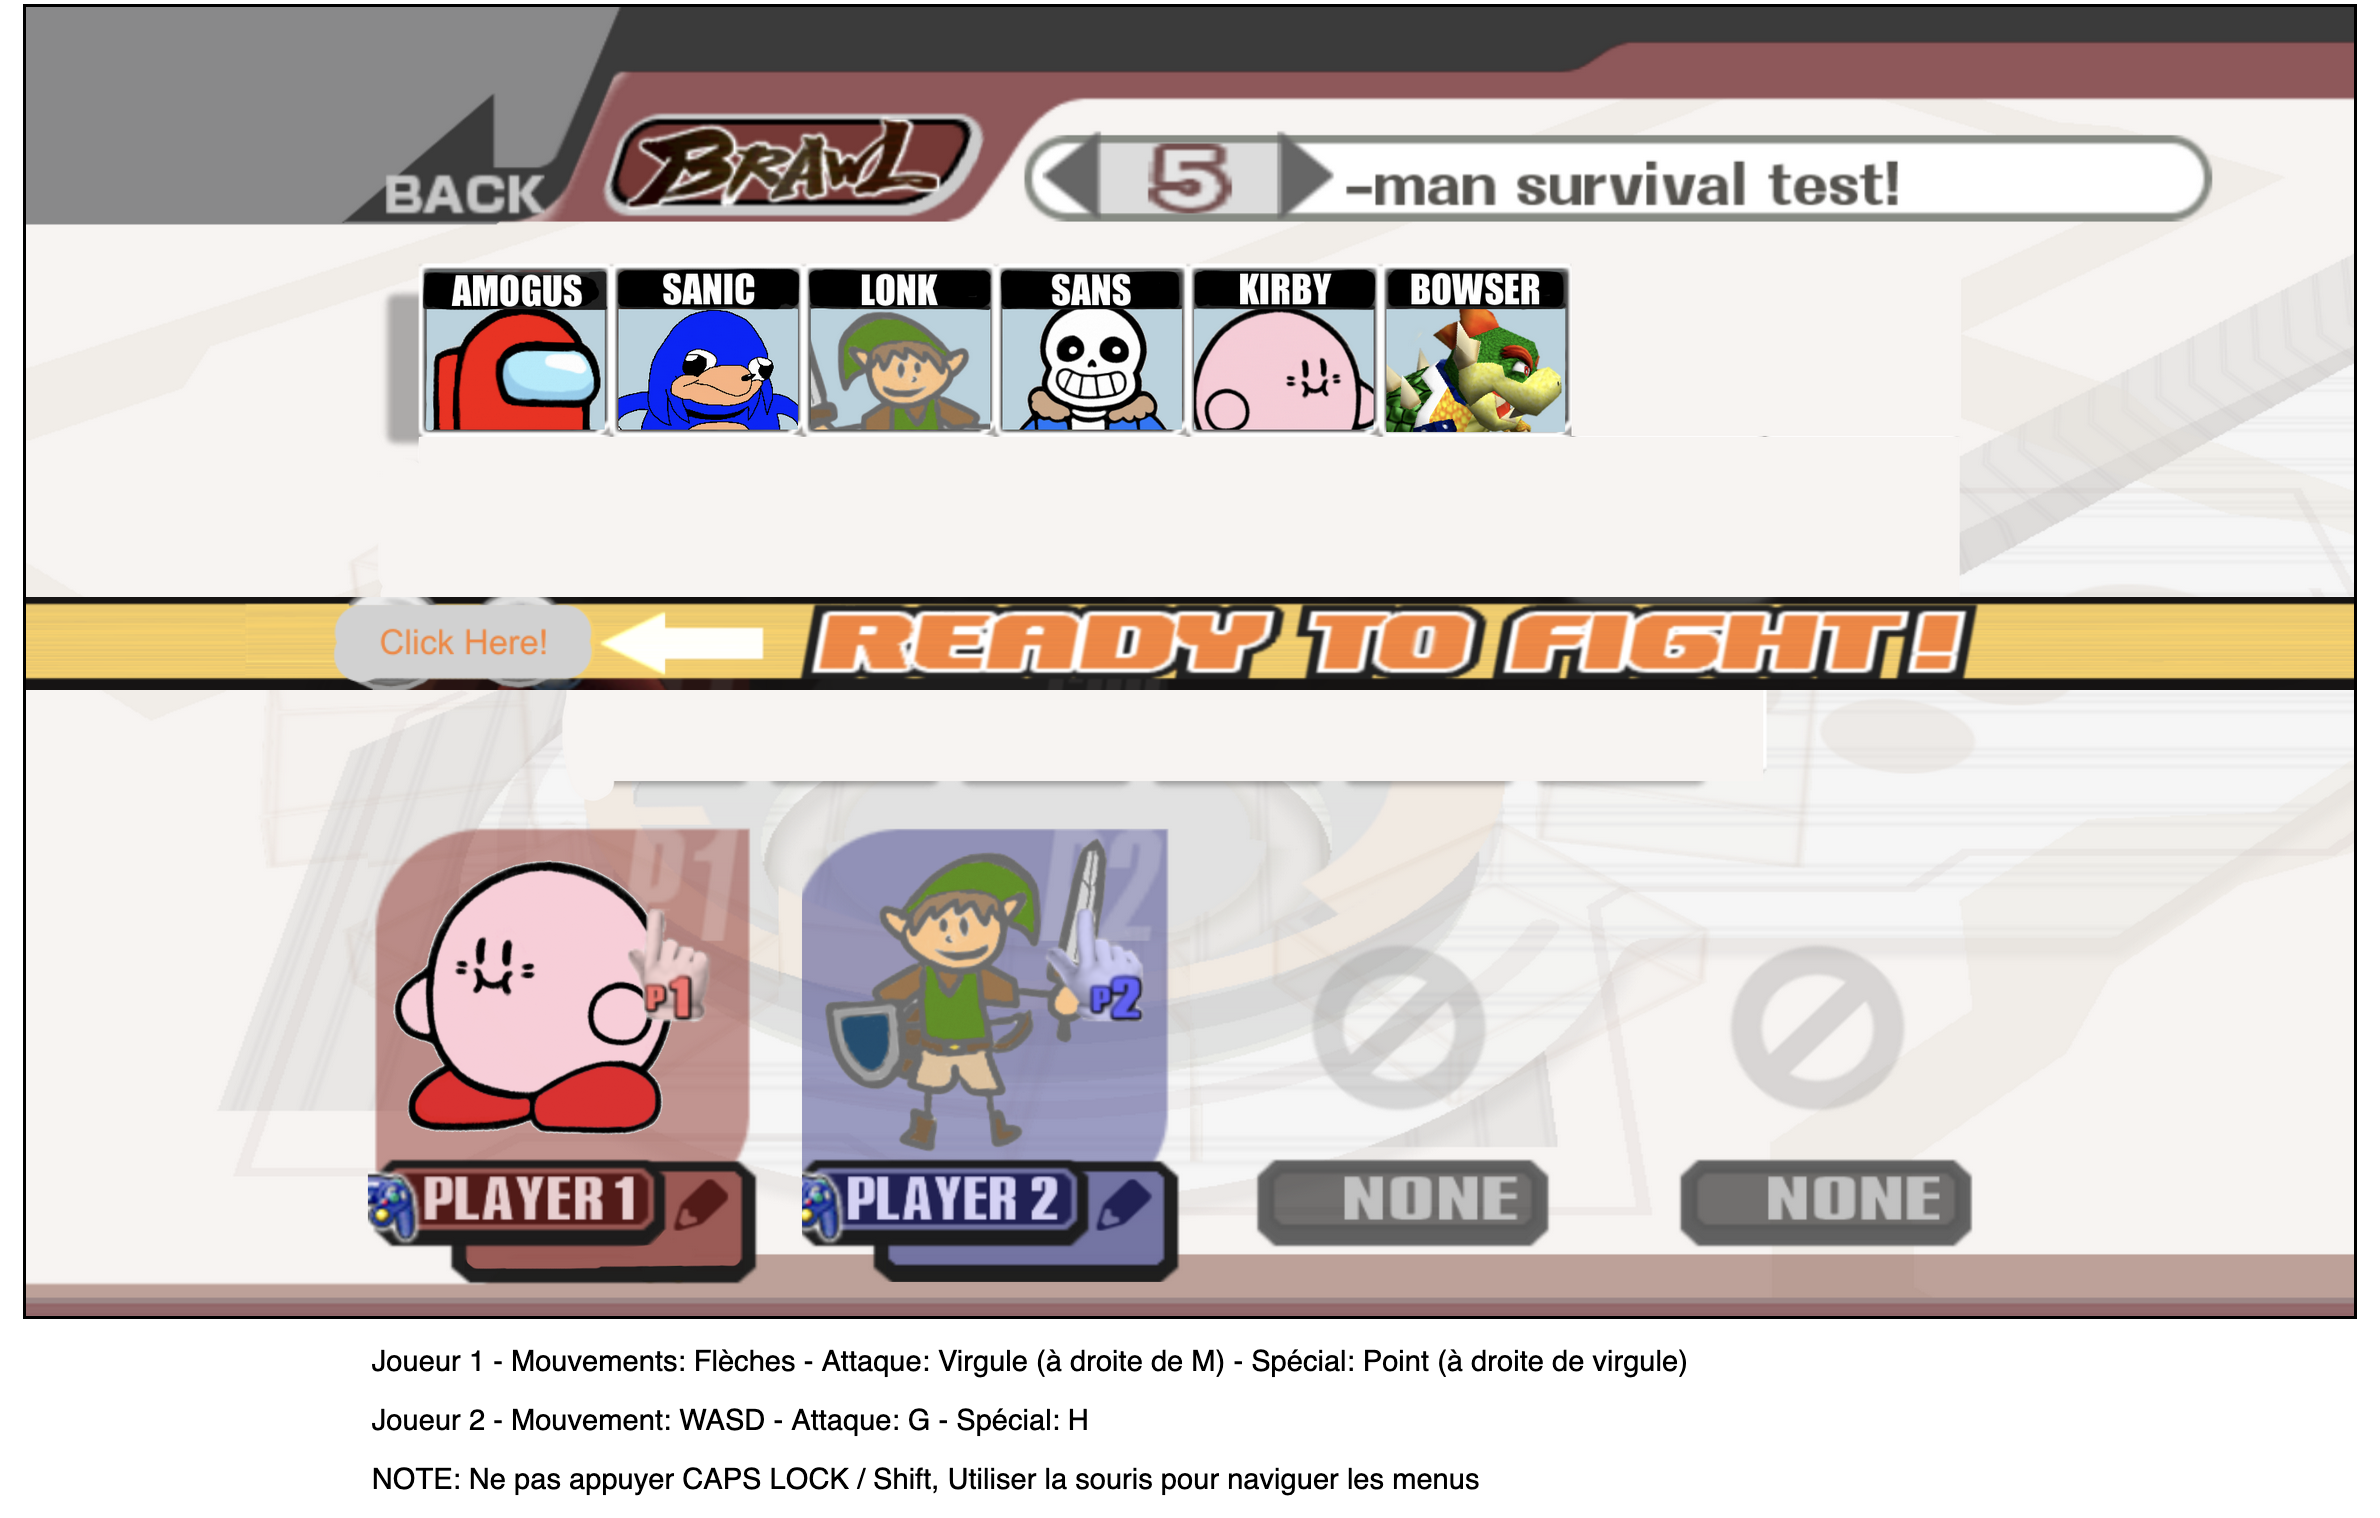 BACK
BRAWL
5 -man survival test!
AMOGUS SANIC LONK SANS KIRBY BOWSER
Click Here! READY TO FIGHT!
P1 P2
P1 P2
PLAYER 1 PLAYER 2 NONE NONE
Joueur 1 - Mouvements: Flèches - Attaque: Virgule (à droite de M) - Spécial: Point (à droite de virgule)
Joueur 2 - Mouvement: WASD - Attaque: G - Spécial: H
NOTE: Ne pas appuyer CAPS LOCK / Shift, Utiliser la souris pour naviguer les menus